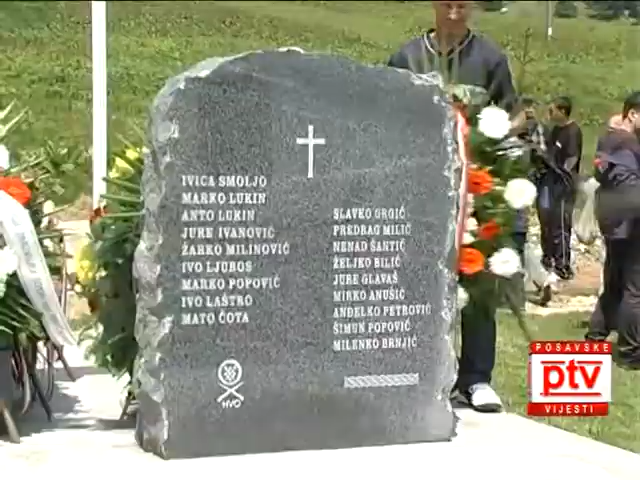 IVICA SMOLJO
MARKO LUKIN
ANTO LUKIN
JURE IVANOVIĆ
ŽARKO MILINOVIĆ
IVO LJUBOS
MARKO POPOVIĆ
IVO LAŠTRO
MATO ČOTA
SLAVKO GRGIĆ
PREDRAG MILIĆ
NENAD ŠANTIĆ
ŽELJKO BILIĆ
JURE GLAVAŠ
MIRKO ANUŠIĆ
ANĐELKO PETROVIĆ
ŠIMUN POPOVIĆ
MILENKO BRNJIĆ
HVO
POSAVSKE
ptv
VIJESTI